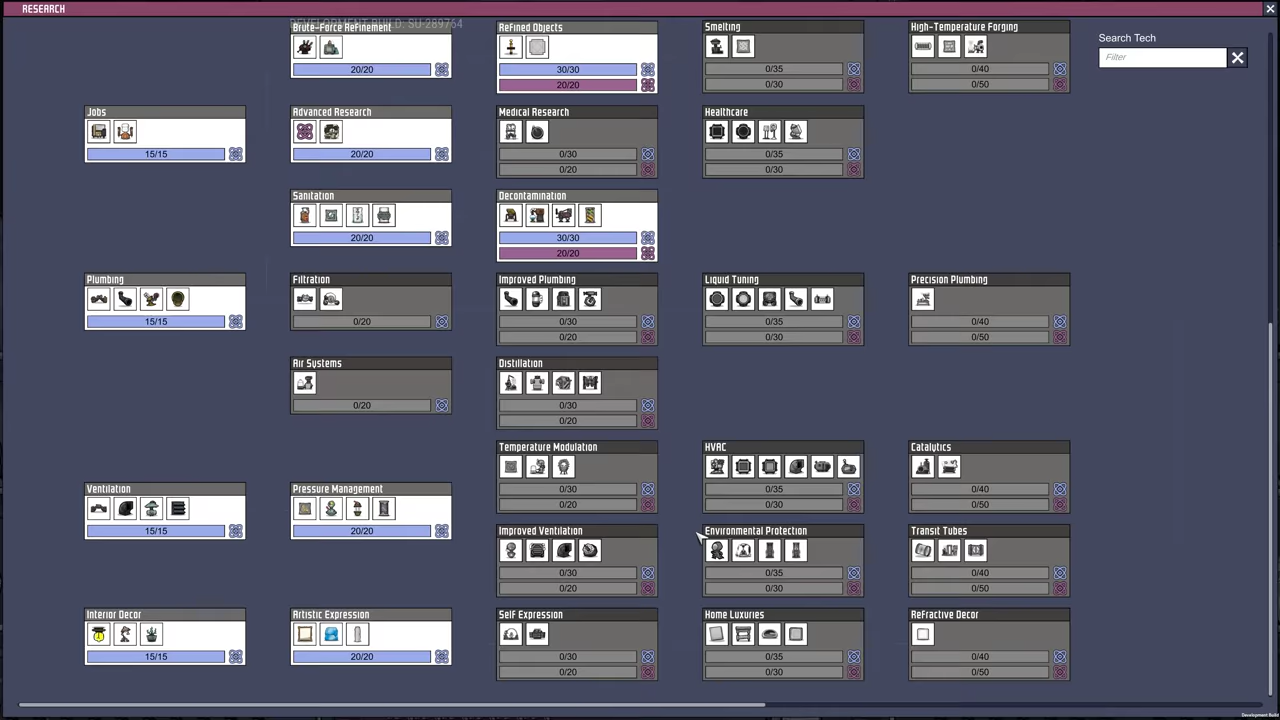 RESEARCH
DEVELOPMENT BUILD: SU-289764
Search Tech
Filter
Brute-Force Refinement
20/20
Refined Objects
30/30
20/20
Smelting
0/35
0/30
High-Temperature Forging
0/40
0/50
Jobs
15/15
Advanced Research
20/20
Medical Research
0/30
0/20
Healthcare
0/35
0/30
Sanitation
20/20
Decontamination
30/30
20/20
Plumbing
15/15
Filtration
0/20
Improved Plumbing
0/30
0/20
Liquid Tuning
0/35
0/30
Precision Plumbing
0/40
0/50
Air Systems
0/20
Distillation
0/30
0/20
Temperature Modulation
0/30
0/20
HVAC
0/35
0/30
Catalytics
0/40
0/50
Ventilation
15/15
Pressure Management
20/20
Improved Ventilation
0/30
0/20
Environmental Protection
0/35
0/30
Transit Tubes
0/40
0/50
Interior Decor
15/15
Artistic Expression
20/20
Self Expression
0/30
0/20
Home Luxuries
0/35
0/30
Refractive Decor
0/40
0/50
Development Build